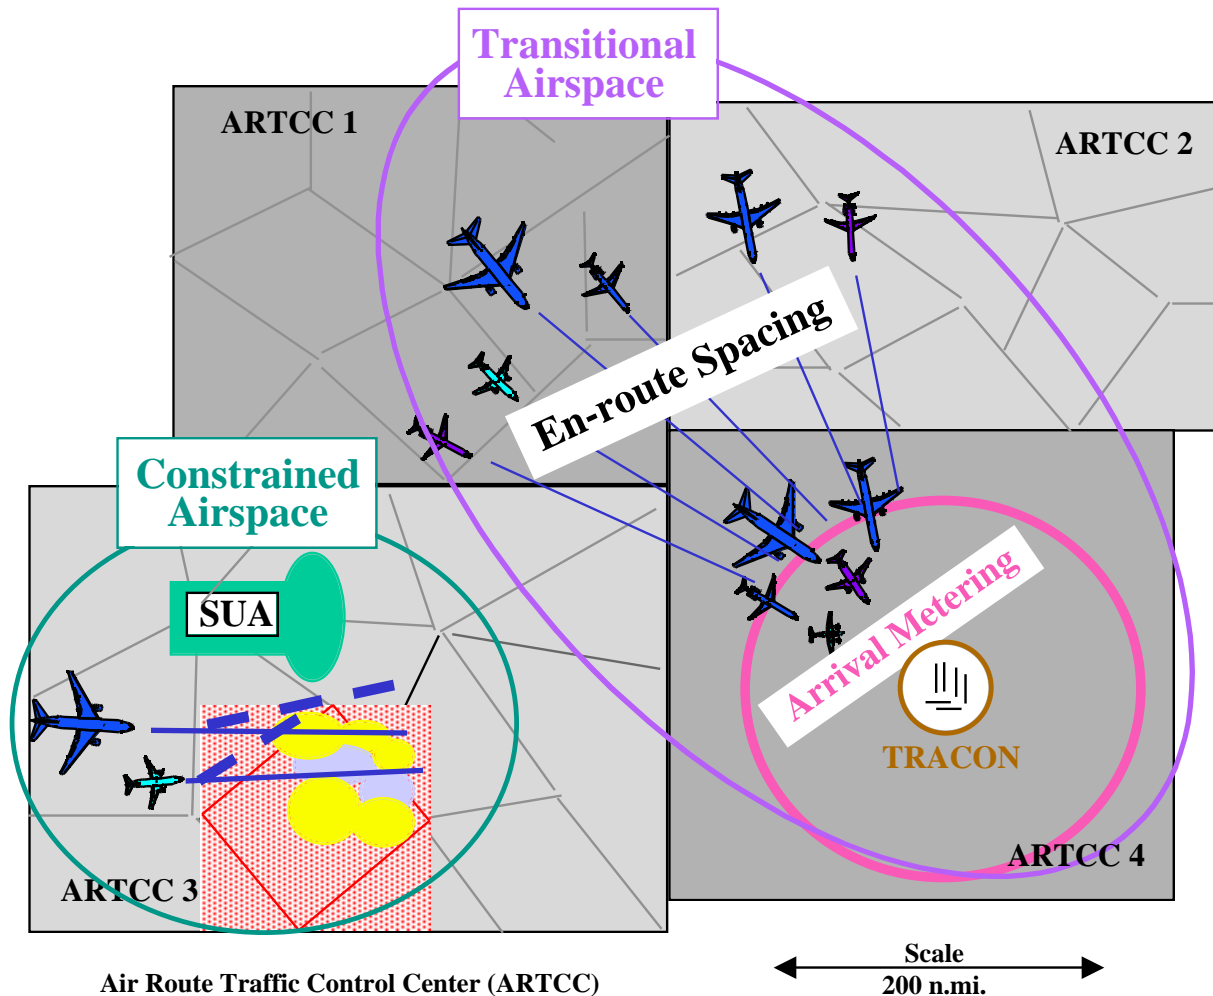 Transitional
Airspace
ARTCC 1
ARTCC 2
En-route Spacing
Constrained
Airspace
SUA
Arrival Metering
TRACON
ARTCC 3
ARTCC 4
Air Route Traffic Control Center (ARTCC)
Scale
200 n.mi.